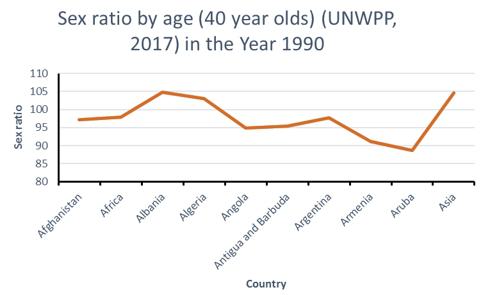 Sex ratio by age (40 year olds) (UNWPP,
2017) in the Year 1990
110
105
100
95
90
85
80
Sex ratio
Afghanistan
Africa
Albania
Algeria
Angola
Antigua and Barbuda
Argentina
Armenia
Aruba
Asia
Country